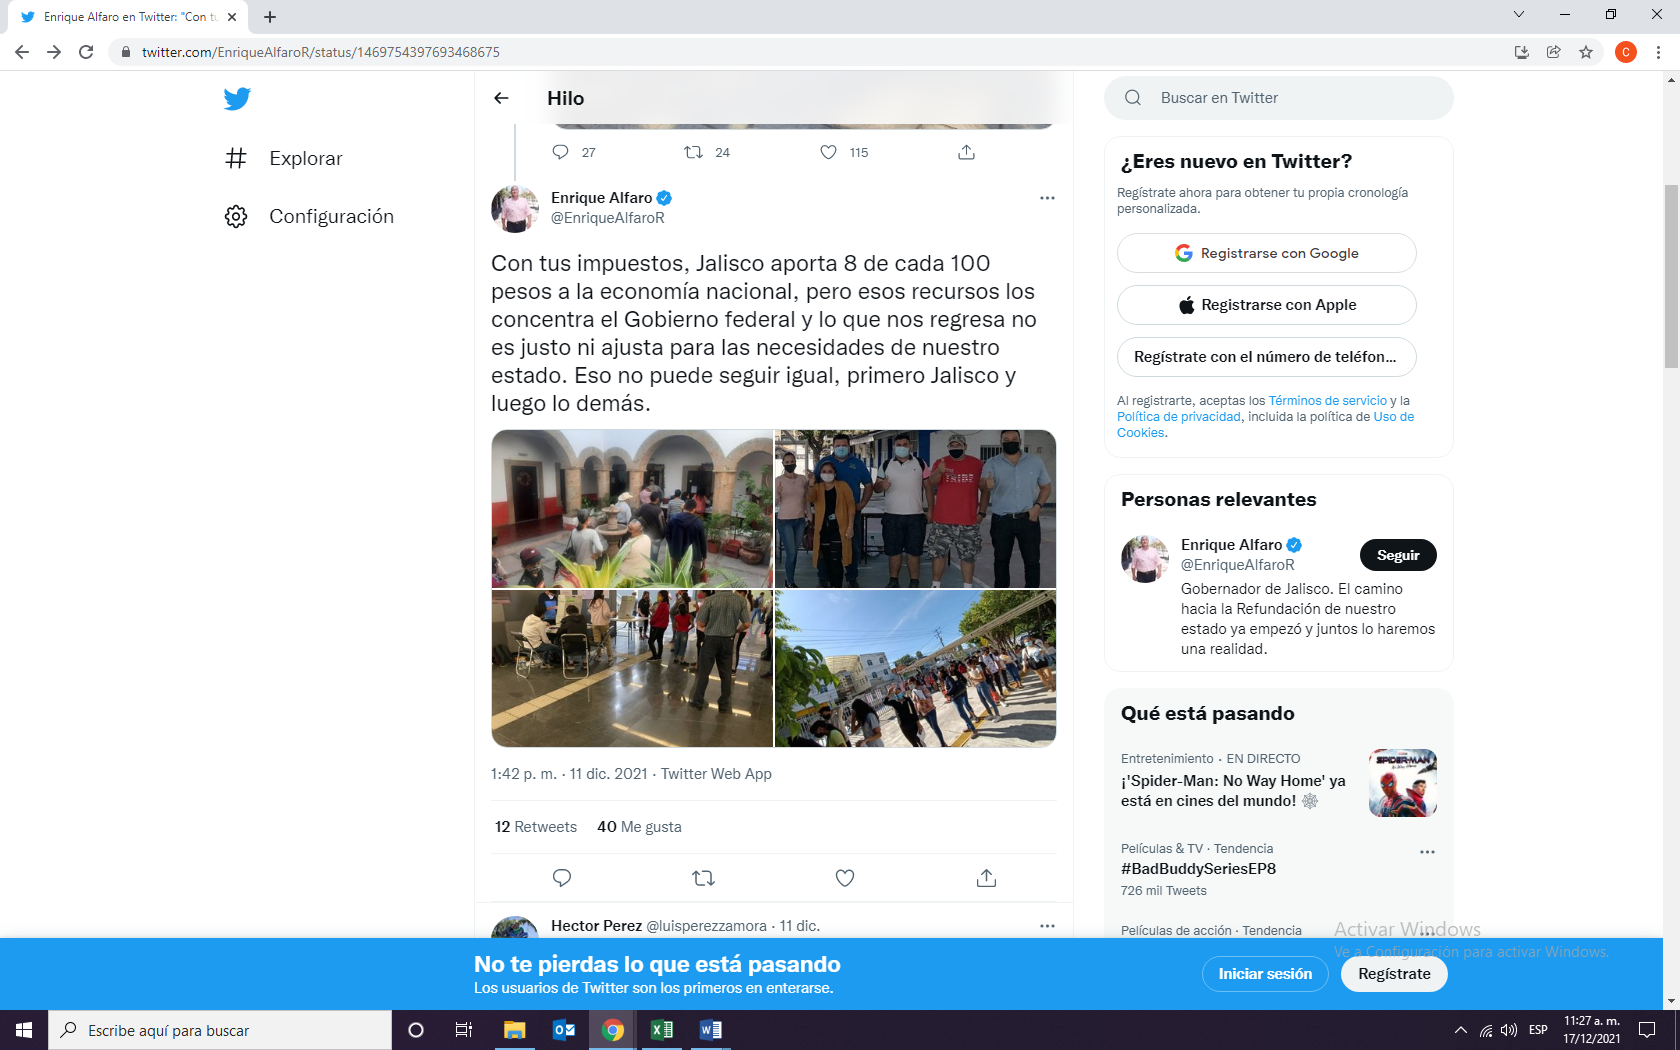 Enrique Alfaro en Twitter: "Con tu
twitter.com/EnriqueAlfaroR/status/1469754397693468675
C
Explorar
Configuración
Hilo
27
24
115
Enrique Alfaro
@EnriqueAlfaroR
Con tus impuestos, Jalisco aporta 8 de cada 100
pesos a la economía nacional, pero esos recursos los
concentra el Gobierno federal y lo que nos regresa no
es justo ni ajusta para las necesidades de nuestro
estado. Eso no puede seguir igual, primero Jalisco y
luego lo demás.
1:42 p. m. · 11 dic. 2021 · Twitter Web App
12 Retweets 40 Me gusta
Hector Perez @luisperezzamora · 11 dic.
Buscar en Twitter
¿Eres nuevo en Twitter?
Regístrate ahora para obtener tu propia cronología
personalizada.
Registrarse con Google
Registrarse con Apple
Regístrate con el número de teléfon...
Al registrarte, aceptas los Términos de servicio y la
Política de privacidad, incluida la política de Uso de
Cookies.
Personas relevantes
Enrique Alfaro
@EnriqueAlfaroR
Seguir
Gobernador de Jalisco. El camino
hacia la Refundación de nuestro
estado ya empezó y juntos lo haremos
una realidad.
Qué está pasando
Entretenimiento · EN DIRECTO
¡'Spider-Man: No Way Home' ya
está en cines del mundo!
SPIDER-MAN
Películas & TV · Tendencia
#BadBuddySeriesEP8
726 mil Tweets
Películas de acción · Tendencia
Activar Windows
Ve a Configuración para activar Windows.
No te pierdas lo que está pasando
Los usuarios de Twitter son los primeros en enterarse.
Iniciar sesión
Regístrate
Escribe aquí para buscar
ESP
11:27 a. m.
17/12/2021